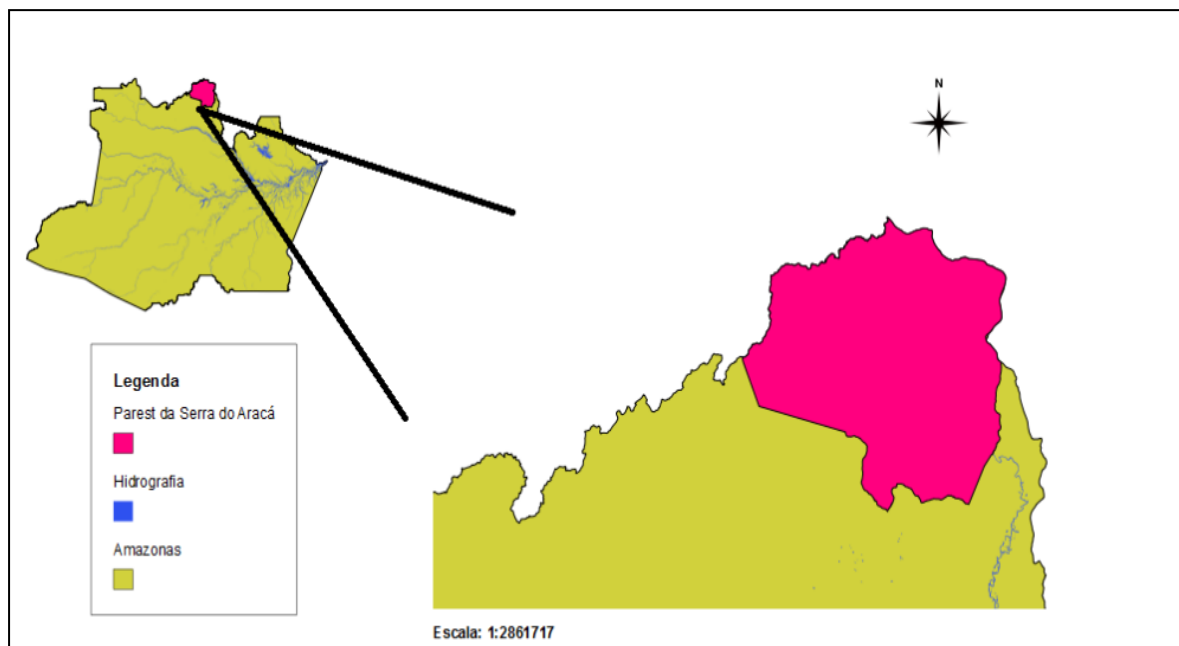 N
Legenda
Parest da Serra do Aracá
Hidrografia
Amazonas
Escala: 1:2861717